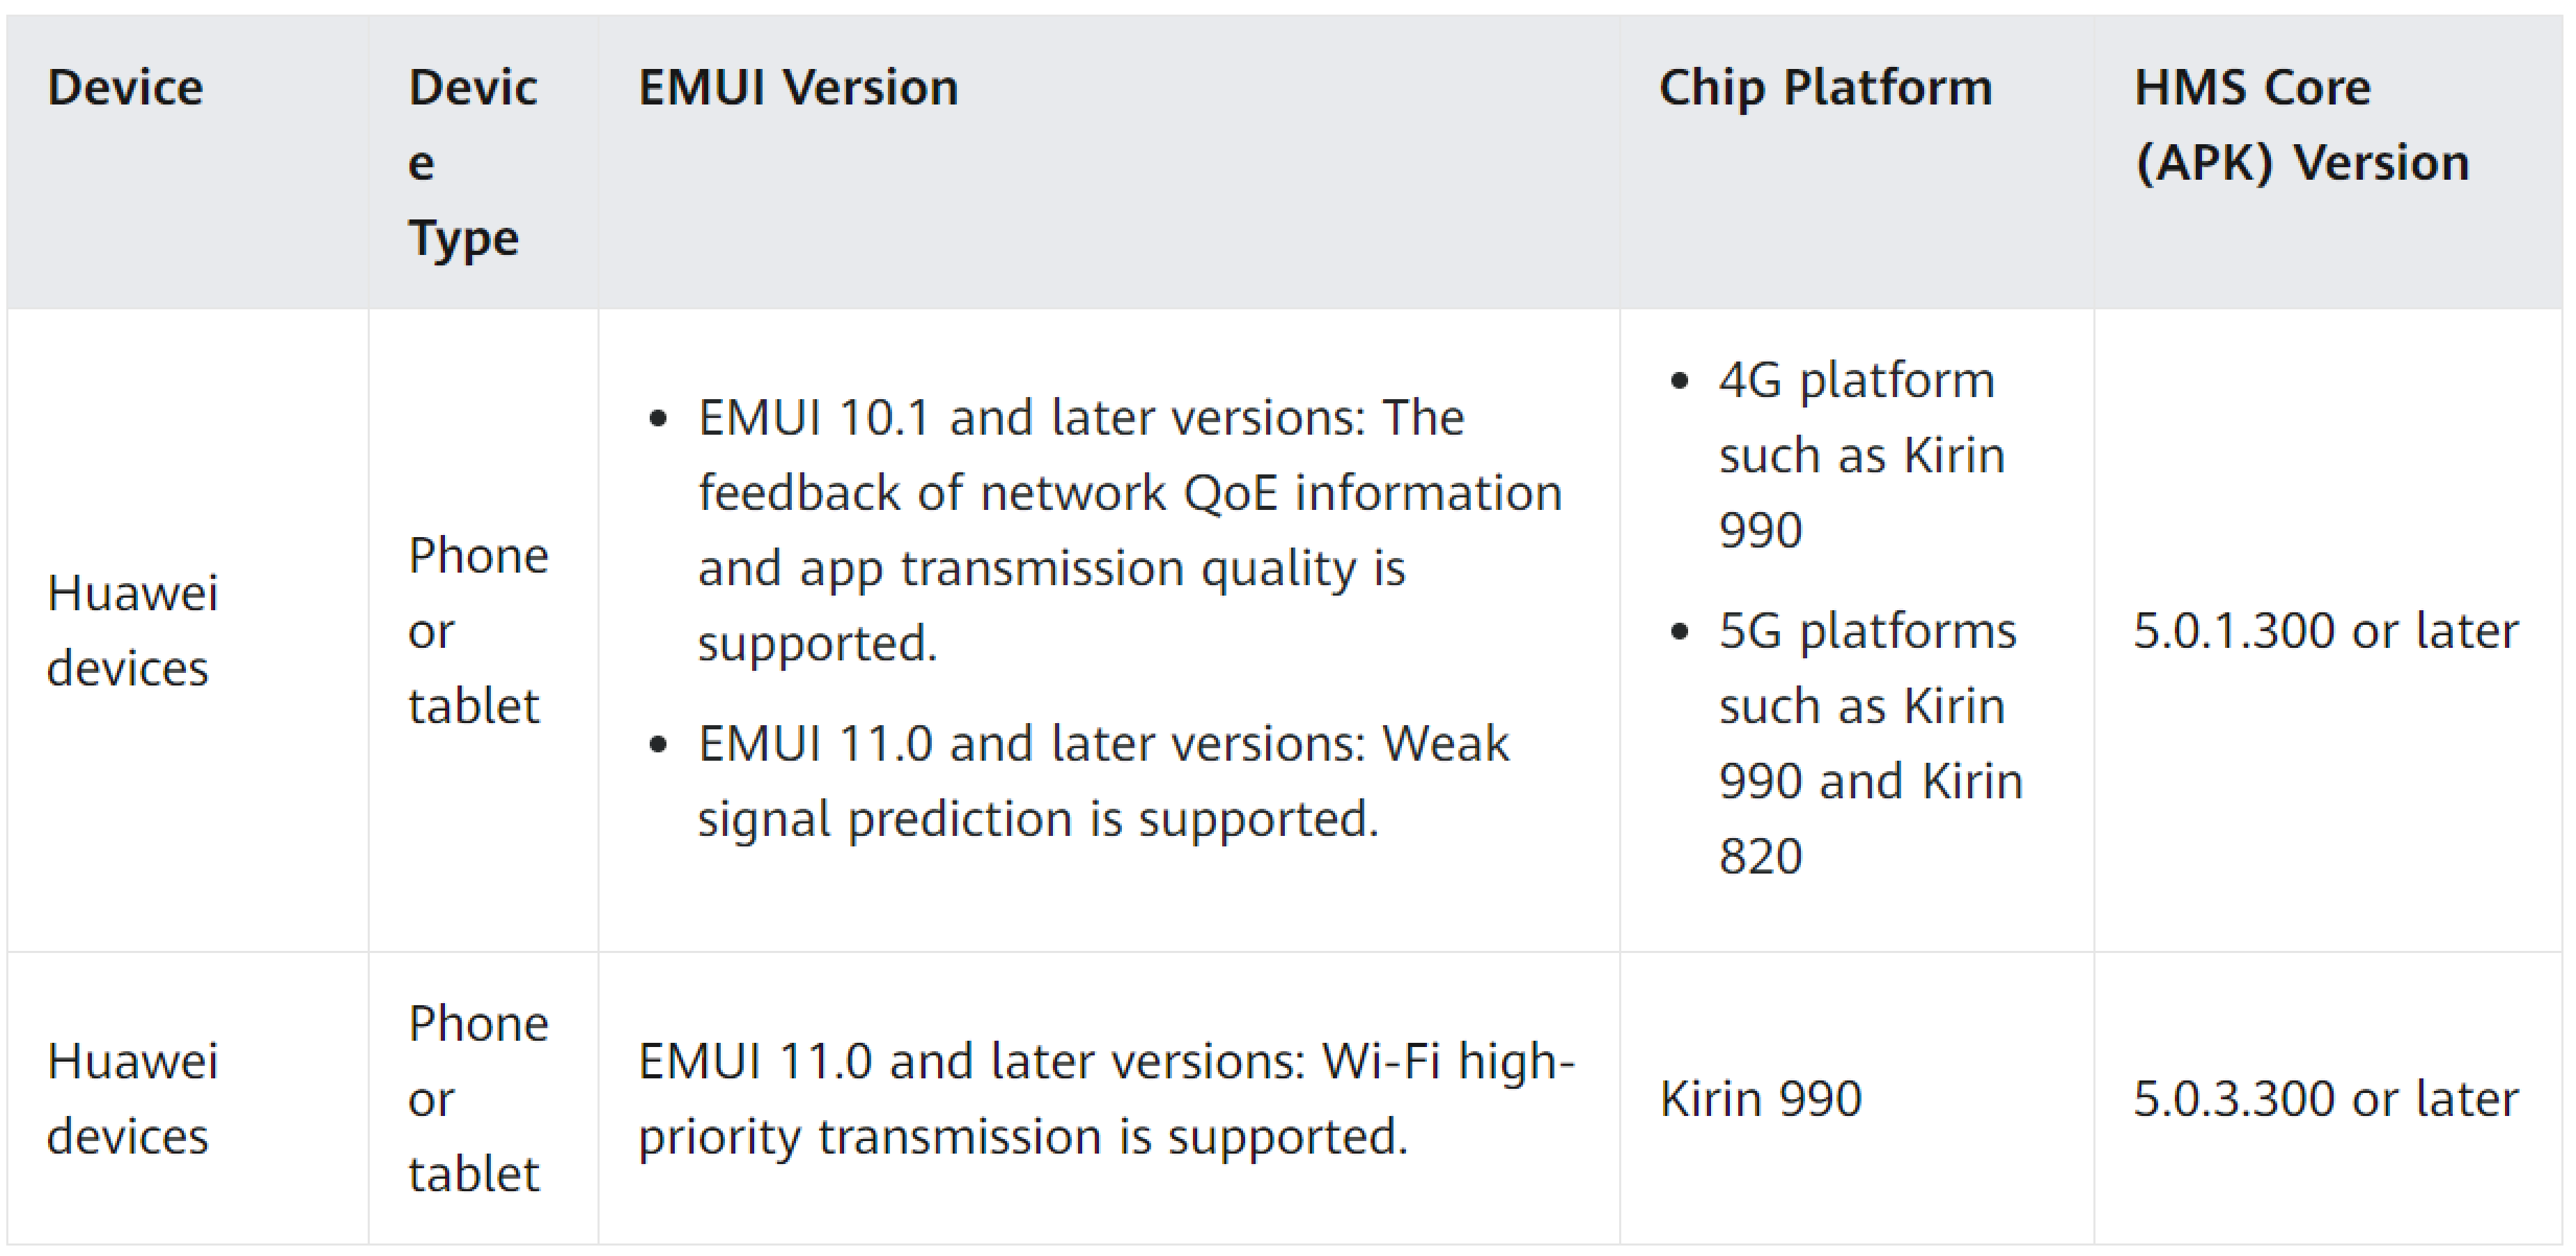 Device
Devic
e
Type
EMUI Version
Chip Platform
HMS Core
(APK) Version
Huawei
devices
Phone
or
tablet
• EMUI 10.1 and later versions: The
feedback of network QoE information
and app transmission quality is
supported.
• EMUI 11.0 and later versions: Weak
signal prediction is supported.
• 4G platform
such as Kirin
990
• 5G platforms
such as Kirin
990 and Kirin
820
5.0.1.300 or later
Huawei
devices
Phone
or
tablet
EMUI 11.0 and later versions: Wi-Fi high-
priority transmission is supported.
Kirin 990
5.0.3.300 or later